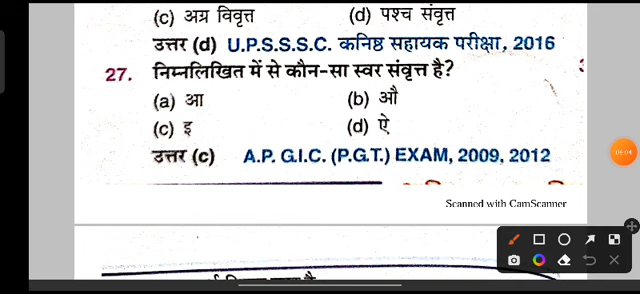 (c) अग्र विवृत्त (d) पश्च संवृत्त
उत्तर (d) U.P.S.S.S.C. कनिष्ठ सहायक परीक्षा, 2016
27. निम्नलिखित में से कौन-सा स्वर संवृत्त है?
(a) आ (b) औ
(c) इ (d) ऐ
उत्तर (c) A.P. G.I.C. (P.G.T.) EXAM, 2009, 2012
Scanned with CamScanner